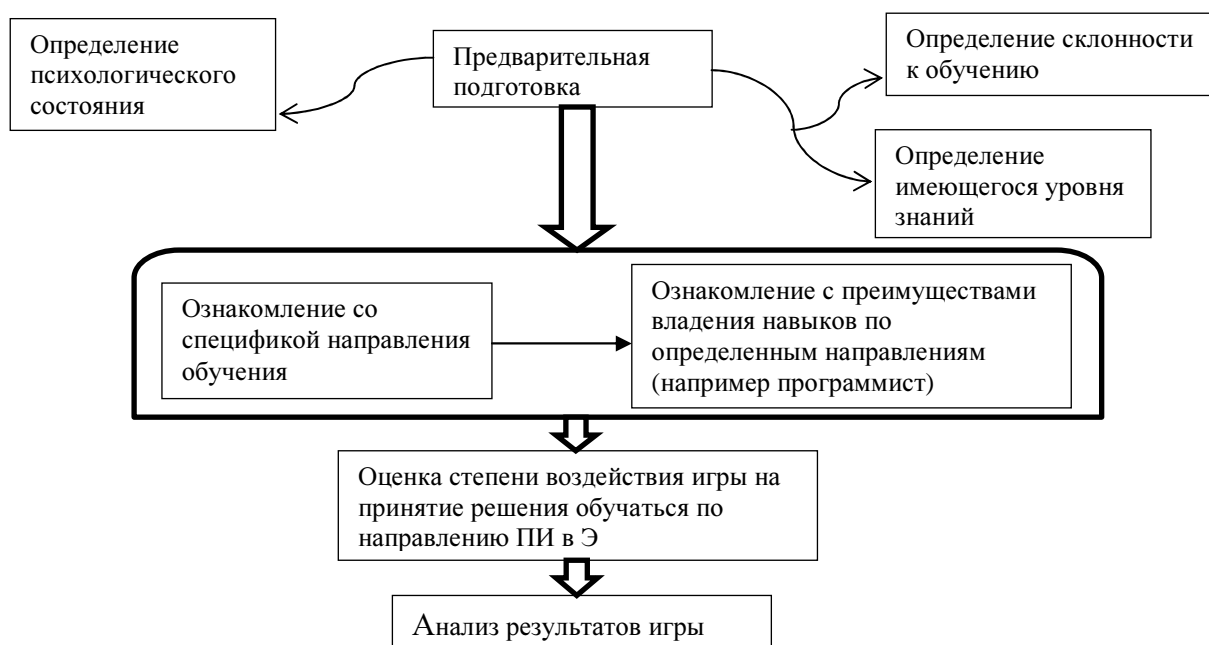 Определение
психологического
состояния
Предварительная
подготовка
Определение склонности
к обучению
Определение
имеющегося уровня
знаний
Ознакомление со
спецификой направления
обучения
Ознакомление с преимуществами
владения навыков по
определенным направлениям
(например программист)
Оценка степени воздействия игры на
принятие решения обучаться по
направлению ПИ в Э
Анализ результатов игры